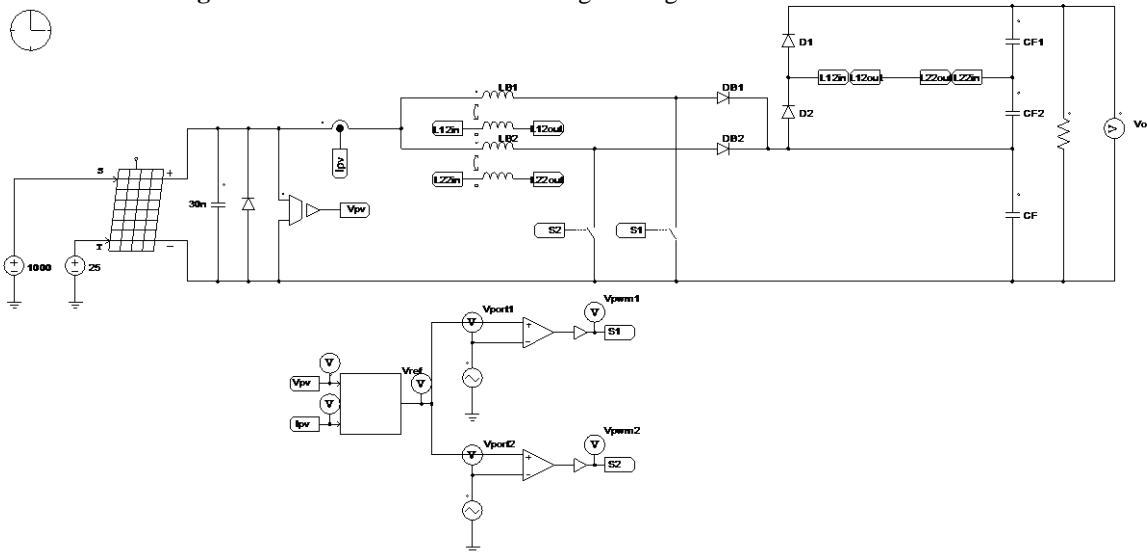 D1
CF1
L12in L12out L22out L22in
LB1
DB1
D2
CF2
L12in L12out
Vo
LB2
DB2
Ipv
S +
30n
L22in L22out
Vpv
CF
S2 S1
T -
1000 25
Vpwm1
Vport1
V
V + S1
-
V Vref
Vpv V
V
Ipv
Vpwm2
Vport2
V
V + S2
-